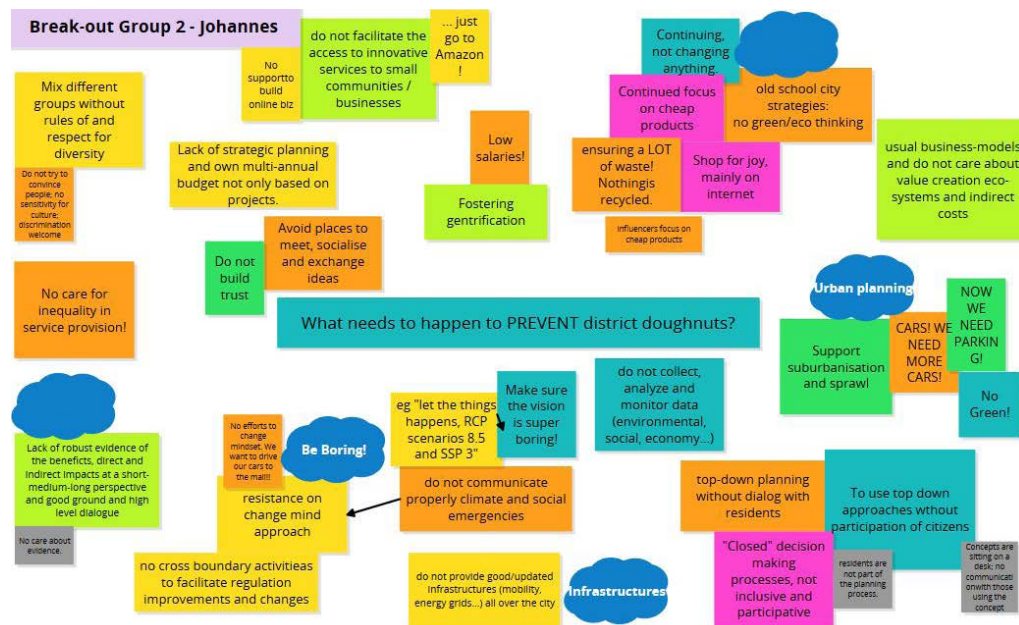 Break-out Group 2 - Johannes
No
supportto
build
online biz
do not facilitate the
access to innovative
services to small
communities /
businesses
... just
go to
Amazon
!
Mix different
groups without
rules of and
respect for
diversity
Do not try to
convince
people; no
sensitivity for
culture;
discrimination
welcome
Lack of strategic planning
and own multi-annual
budget not only based on
projects.
Low
salaries!
Fostering
gentrification
Continuing,
not changing
anything.
Continued focus
on cheap
products
old school city
strategies:
no green/eco thinking
ensuring a LOT
of waste!
Nothingis
recycled.
Shop for joy,
mainly on
internet
influencers focus on
cheap products
usual business-models
and do not care about
value creation eco-
systems and indirect
costs
Do not
build
trust
Avoid places to
meet, socialise
and exchange
ideas
No care for
inequality in
service provision!
What needs to happen to PREVENT district doughnuts?
Urban planning
Support
suburbanisation
and sprawl
CARS! WE
NEED
MORE
CARS!
NOW
WE
NEED
PARKIN
G!
No
Green!
Lack of robust evidence of
the beneficts, direct and
indirect impacts at a short-
medium-long perspective
and good ground and high
level dialogue
No care about
evidence.
No efforts to
change
mindset. We
want to drive
our cars to
the mall!!
Be Boring!
resistance on
change mind
approach
eg "let the things
happens, RCP
scenarios 8.5
and SSP 3"
Make sure
the vision
is super
boring!
do not collect,
analyze and
monitor data
(environmental,
social, economy...)
do not communicate
properly climate and social
emergencies
no cross boundary activitieas
to facilitate regulation
improvements and changes
do not provide good/updated
infrastructures (mobility,
energy grids...) all over the city
Infrastructures
top-down planning
without dialog with
residents
To use top down
approaches wthout
participation of citizens
"Closed" decision
making
processes, not
inclusive and
participative
residents are
not part of
the planning
process.
Concepts are
sitting on a
desk; no
communicati
onwith those
using the
concept